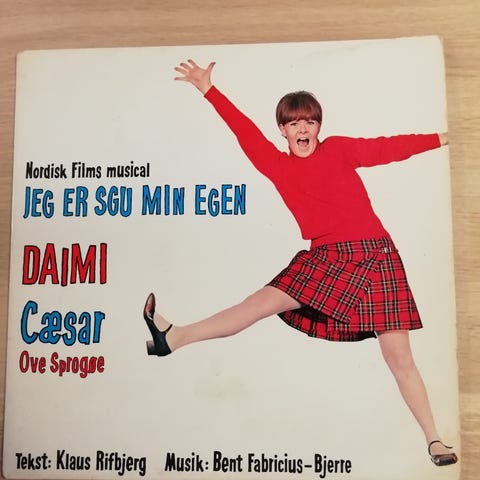 Nordisk Films musical
JEG ER SGU MIN EGEN
DAIMI
Cæsar
Ove Sprogøe
Tekst: Klaus Rifbjerg Musik: Bent Fabricius-Bjerre